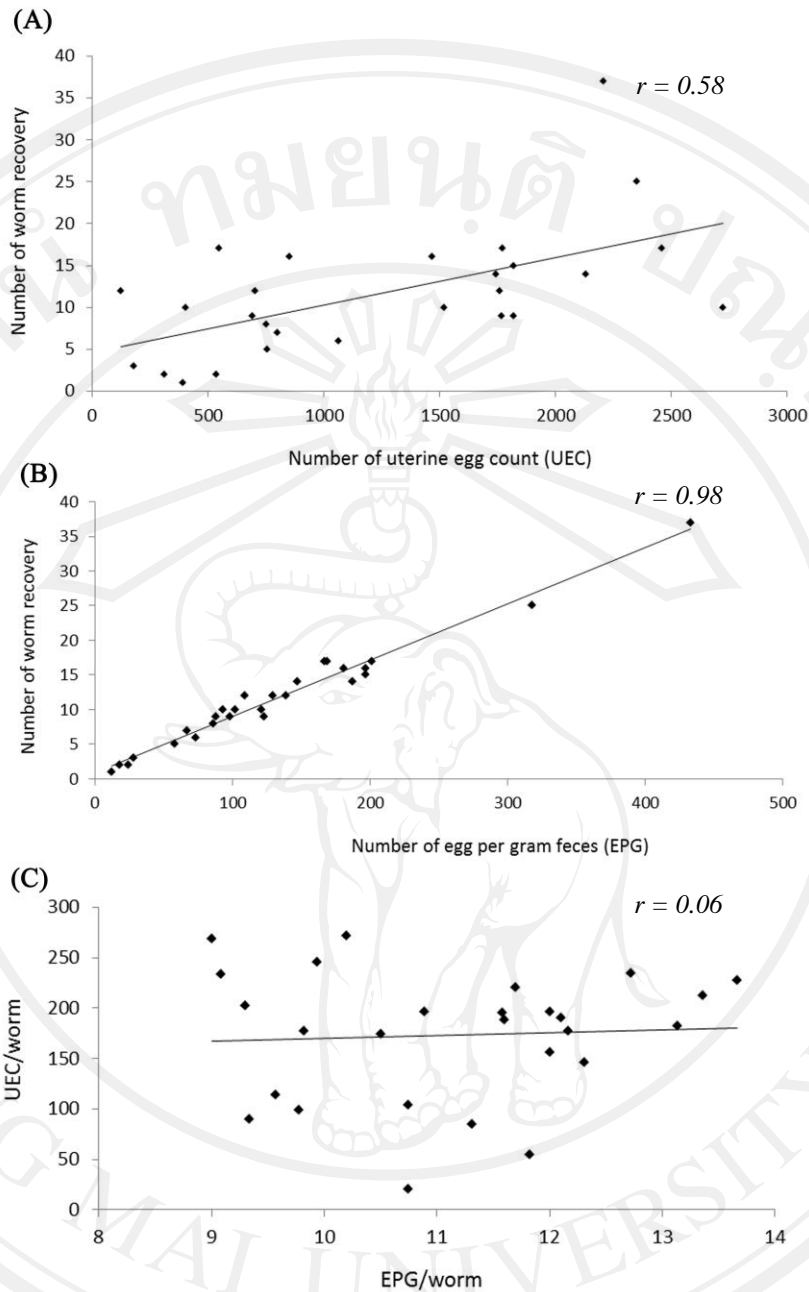 (A)
r = 0.58
Number of worm recovery
40
35
30
25
20
15
10
5
0
0 500 1000 1500 2000 2500 3000
Number of uterine egg count (UEC)
(B)
r = 0.98
Number of worm recovery
40
35
30
25
20
15
10
5
0
0 100 200 300 400 500
Number of egg per gram feces (EPG)
(C)
r = 0.06
UEC/worm
300
250
200
150
100
50
0
8 9 10 11 12 13 14
EPG/worm
G MAI UNIVERSITY